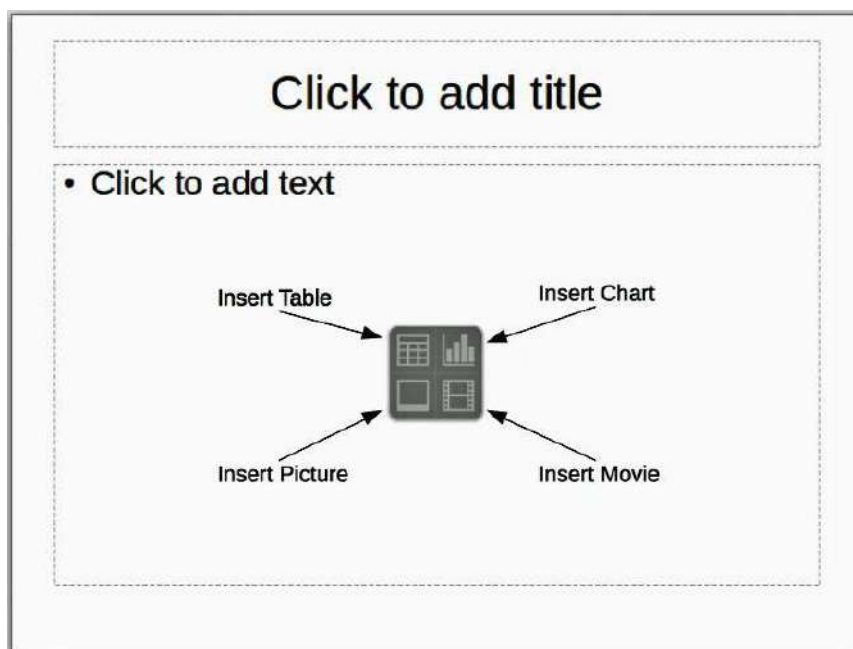 Click to add title
• Click to add text
Insert Table
Insert Chart
Insert Picture
Insert Movie